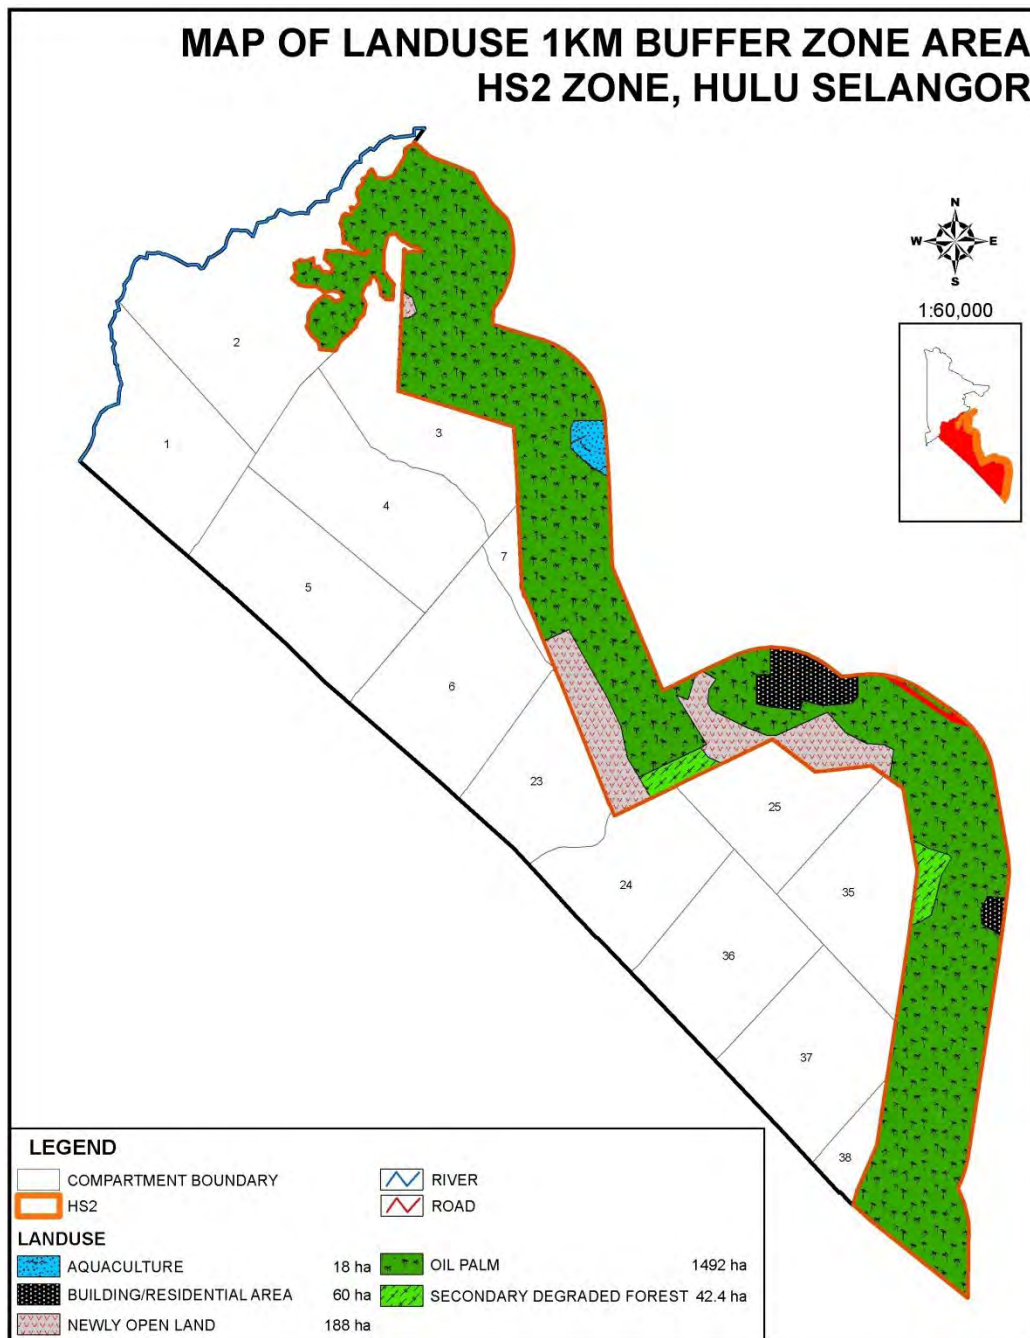 MAP OF LANDUSE 1KM BUFFER ZONE AREA
HS2 ZONE, HULU SELANGOR
N
W E
S
1:60,000
2
1
3
4
7
5
6
23
25
24
35
36
37
38
LEGEND
COMPARTMENT BOUNDARY RIVER
HS2 ROAD
LANDUSE
AQUACULTURE 18 ha OIL PALM 1492 ha
BUILDING/RESIDENTIAL AREA 60 ha SECONDARY DEGRADED FOREST 42.4 ha
NEWLY OPEN LAND 188 ha